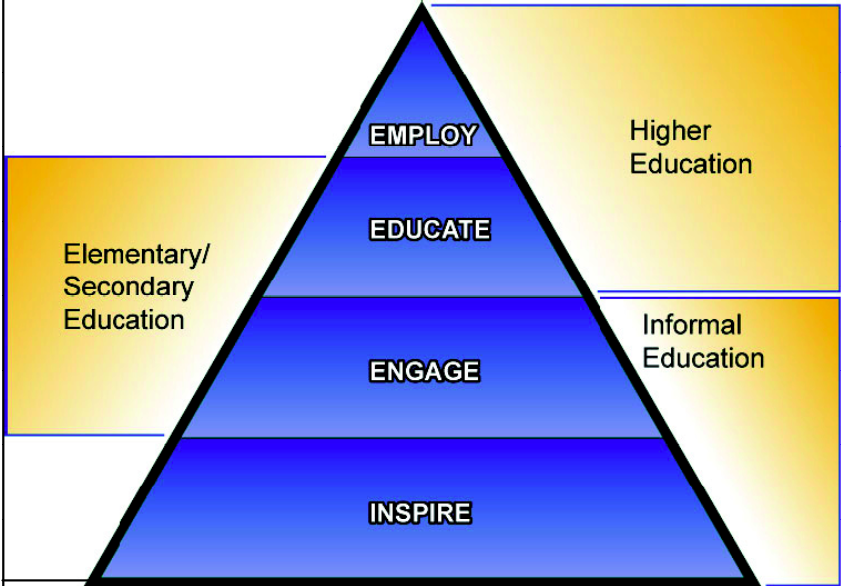 EMPLOY
Higher
Education
EDUCATE
Elementary/
Secondary
Education
Informal
Education
ENGAGE
INSPIRE